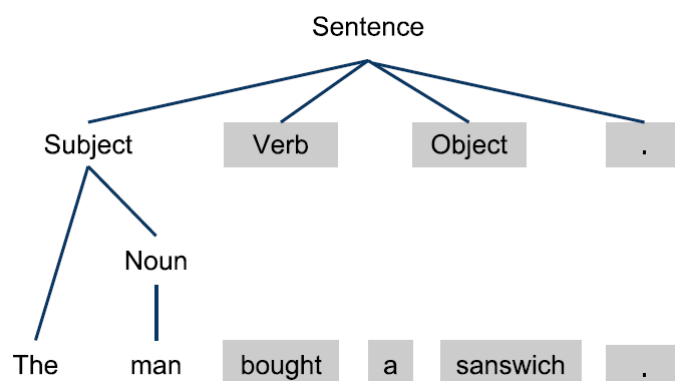 Sentence
Subject Verb Object .
Noun
The man bought a sanswich .